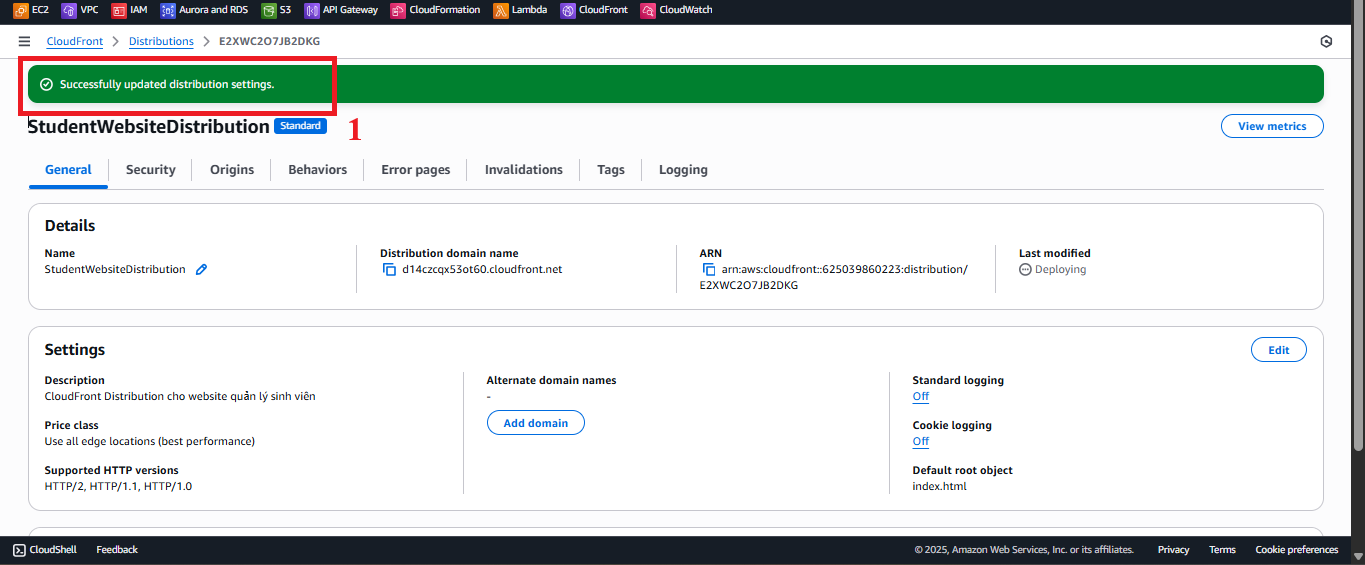 EC2 VPC IAM Aurora and RDS S3 API Gateway CloudFormation Lambda CloudFront CloudWatch
CloudFront Distributions E2XWC2O7JB2DKG
Successfully updated distribution settings.
StudentWebsiteDistribution Standard 1 View metrics
General Security Origins Behaviors Error pages Invalidations Tags Logging
Details
Name
StudentWebsiteDistribution
Distribution domain name
d14czcqx53ot60.cloudfront.net
ARN
arn:aws:cloudfront::625039860223:distribution/
E2XWC2O7JB2DKG
Last modified
Deploying
Settings Edit
Description
CloudFront Distribution cho website quản lý sinh viên
Price class
Use all edge locations (best performance)
Supported HTTP versions
HTTP/2, HTTP/1.1, HTTP/1.0
Alternate domain names
-
Add domain
Standard logging
Off
Cookie logging
Off
Default root object
index.html
CloudShell Feedback © 2025, Amazon Web Services, Inc. or its affiliates. Privacy Terms Cookie preferences